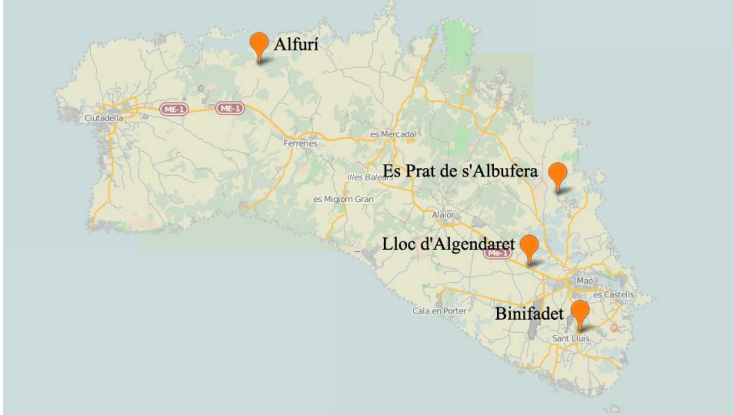 Alfurí
ME-1
ME-1
Ciutadella
es Mercadal
Ferreries
Es Prat de s'Albufera
Illes Balears
es Migjorn Gran
Alaior
Lloc d'Algendaret
Me-1
Maó
es Castells
Cala en Porter
Binifadet
Sant Lluís